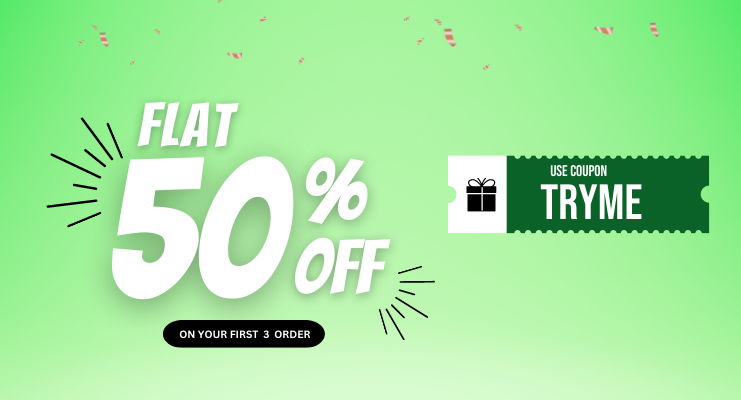 FLAT
50%
OFF
ON YOUR FIRST 3 ORDER
USE COUPON
TRYME